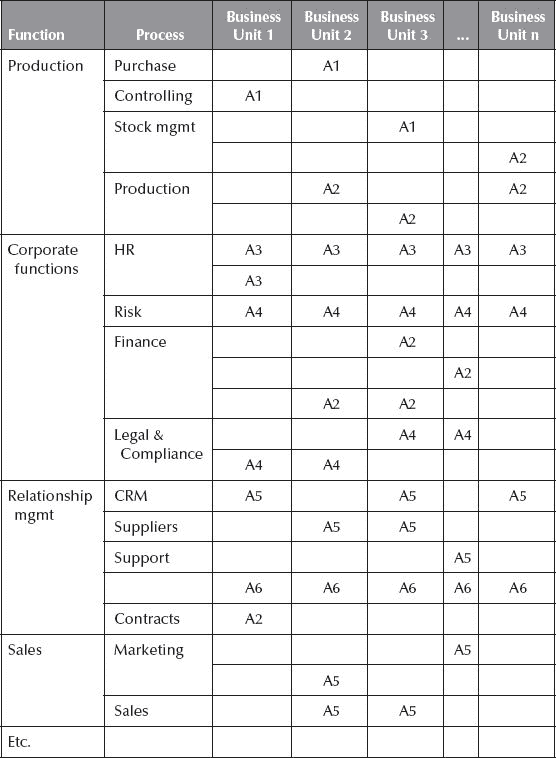 Function Process Business Unit 1 Business Unit 2 Business Unit 3 ... Business Unit n
Production Purchase A1
Controlling A1
Stock mgmt A1
A2
Production A2 A2
A2
Corporate functions HR A3 A3 A3 A3 A3
A3
Risk A4 A4 A4 A4 A4
Finance A2
A2
A2 A2
Legal & Compliance A4 A4
A4 A4
Relationship mgmt CRM A5 A5 A5
Suppliers A5 A5
Support A5
A6 A6 A6 A6 A6
Contracts A2
Sales Marketing A5
A5
Sales A5 A5
Etc.